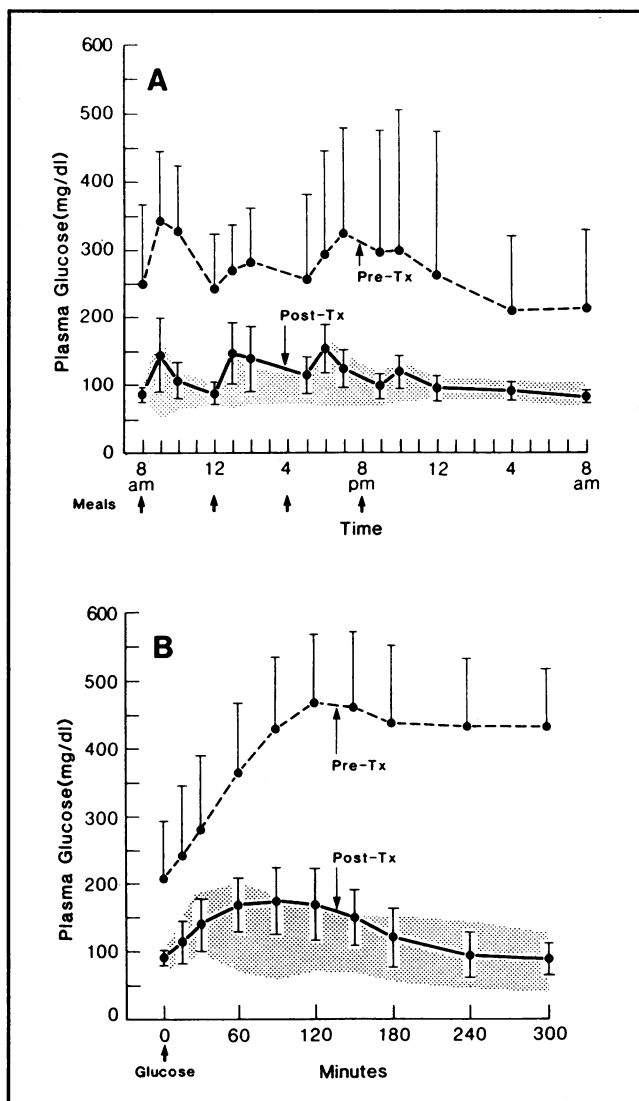 A
Plasma Glucose(mg/dl)
600
500
400
300
200
100
0
Pre-Tx
Post-Tx
8 12 4 8 12 4 8
am pm am
Meals
Time
B
Plasma Glucose(mg/dl)
600
500
400
300
200
100
0
Pre-Tx
Post-Tx
0 60 120 180 240 300
Glucose
Minutes